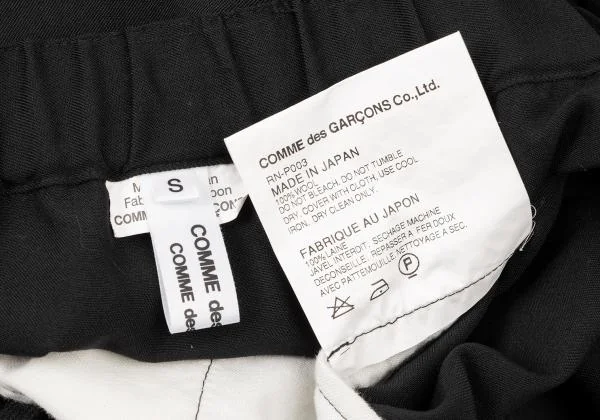 S
COMME des
COMME des
COMME des GARÇONS Co.,Ltd.
RN-P003
MADE IN JAPAN
100% WOOL
DO NOT BLEACH. DO NOT TUMBLE
DRY. COVER WITH CLOTH, USE COOL
IRON, DRY CLEAN ONLY.
FABRIQUE AU JAPON
100% LAINE
JAVEL INTERDIT: SECHAGE MACHINE
DECONSEILLE, REPASSER A FER DOUX
AVEC PATTEMOUILLE, NETTOYAGE A SEC.
P